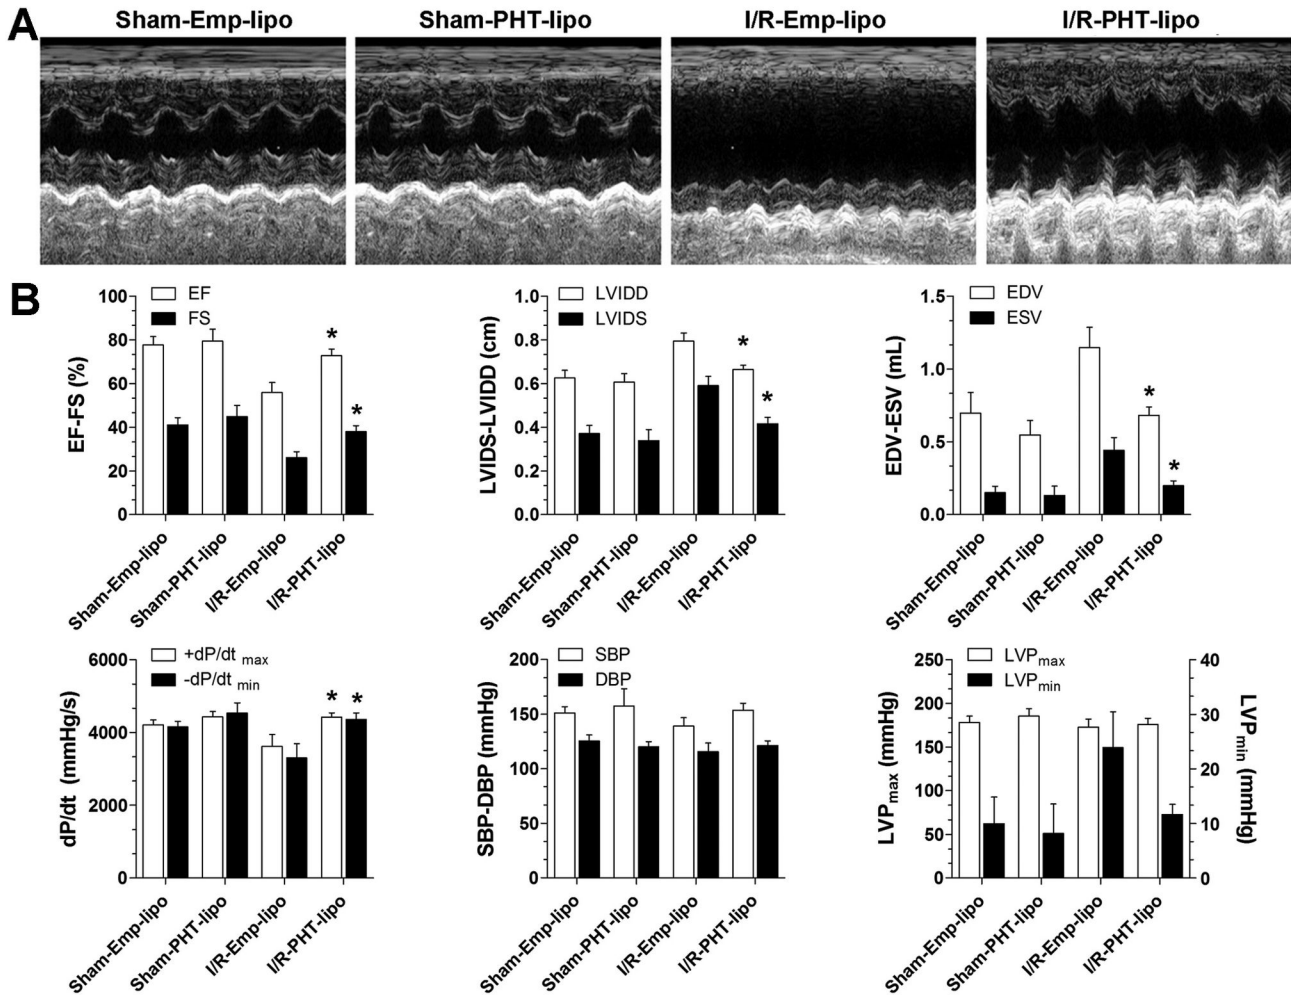 A
Sham-Emp-lipo
Sham-PHT-lipo
I/R-Emp-lipo
I/R-PHT-lipo
B
EF-FS (%)
100
80
60
40
20
0
EF
FS
*
*
Sham-Emp-lipo
Sham-PHT-lipo
I/R-Emp-lipo
I/R-PHT-lipo
LVIDS-LVIDD (cm)
1.0
0.8
0.6
0.4
0.2
0.0
LVIDD
LVIDS
*
*
Sham-Emp-lipo
Sham-PHT-lipo
I/R-Emp-lipo
I/R-PHT-lipo
EDV-ESV (mL)
1.5
1.0
0.5
0.0
EDV
ESV
*
*
Sham-Emp-lipo
Sham-PHT-lipo
I/R-Emp-lipo
I/R-PHT-lipo
dP/dt (mmHg/s)
6000
4000
2000
0
+dP/dt max
-dP/dt min
* *
Sham-Emp-lipo
Sham-PHT-lipo
I/R-Emp-lipo
I/R-PHT-lipo
SBP-DBP (mmHg)
200
150
100
50
0
SBP
DBP
Sham-Emp-lipo
Sham-PHT-lipo
I/R-Emp-lipo
I/R-PHT-lipo
LVPmax (mmHg)
250
200
150
100
50
0
LVPmax
LVPmin
40
30
20
10
0
LVPmin (mmHg)
Sham-Emp-lipo
Sham-PHT-lipo
I/R-Emp-lipo
I/R-PHT-lipo